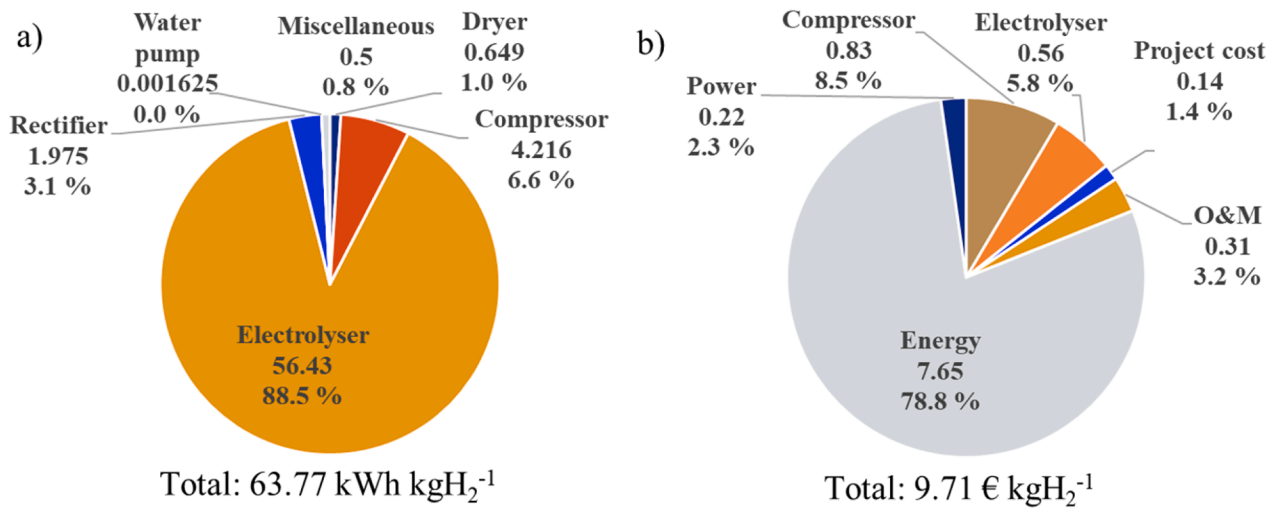 a)
Water
pump
0.001625
0.0 %
Miscellaneous
0.5
0.8 %
Dryer
0.649
1.0 %
Rectifier
1.975
3.1 %
Compressor
4.216
6.6 %
Electrolyser
56.43
88.5 %
Total: 63.77 kWh kgH₂⁻¹
b)
Compressor
0.83
8.5 %
Electrolyser
0.56
5.8 %
Project cost
0.14
1.4 %
Power
0.22
2.3 %
O&M
0.31
3.2 %
Energy
7.65
78.8 %
Total: 9.71 € kgH₂⁻¹